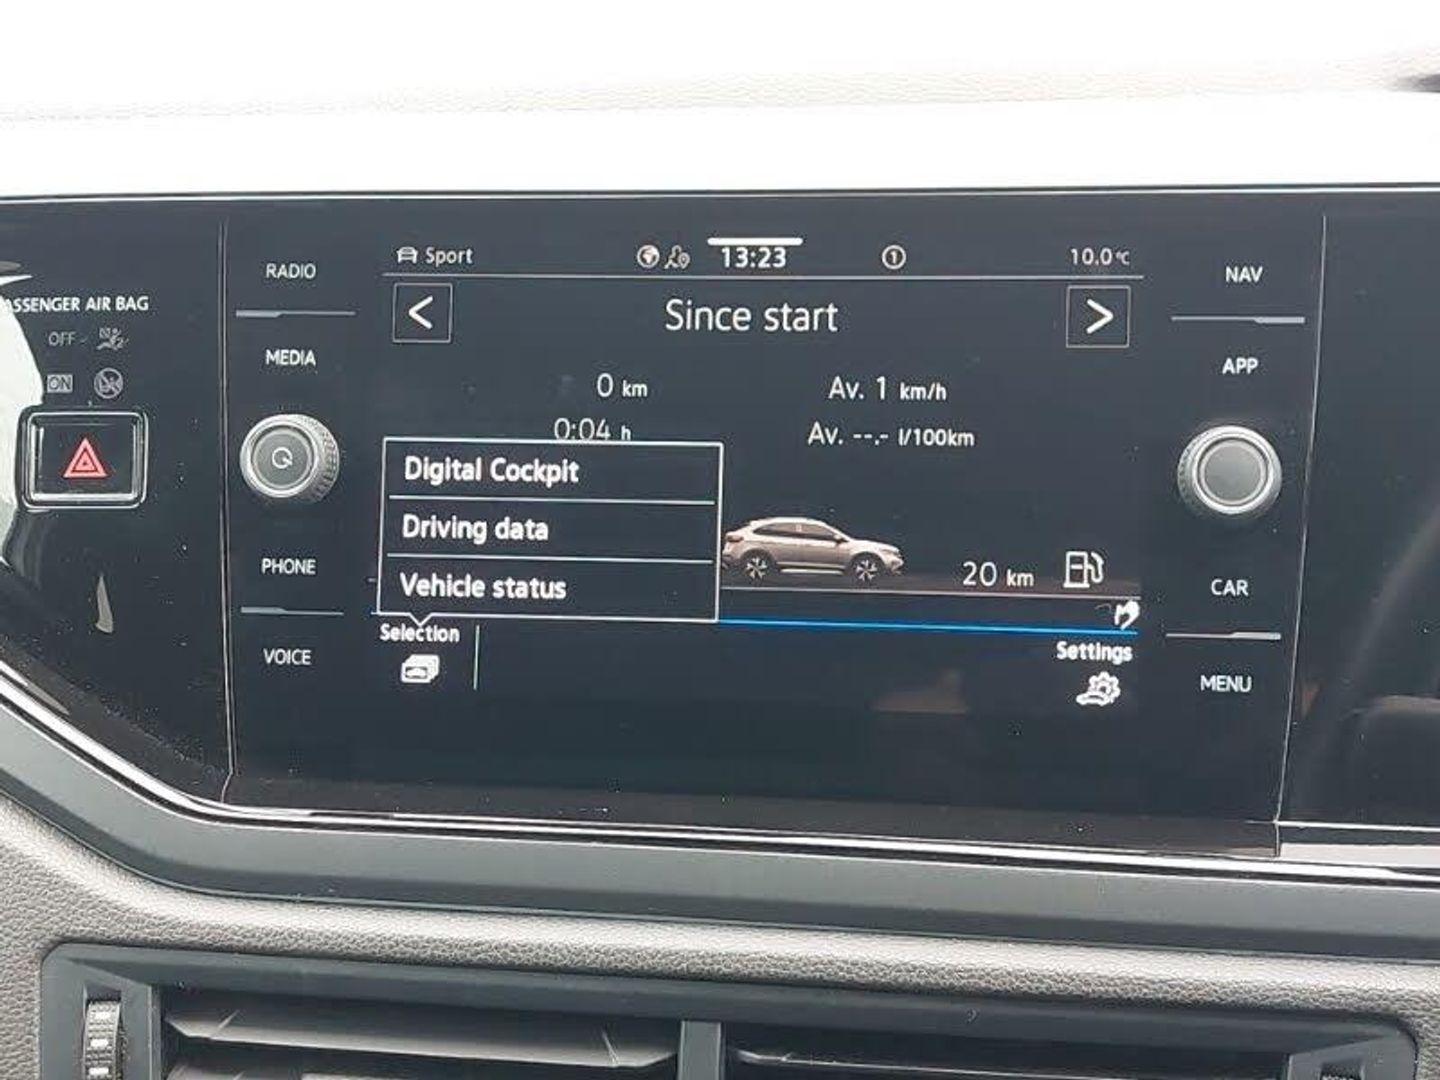 RADIO
Sport
13:23
1
10.0°C
NAV
ASSENGER AIR BAG
OFF
ON
MEDIA
<
Since start
>
APP
0 km
Av. 1 km/h
0:04 h
Av. --.- l/100km
Digital Cockpit
Driving data
Vehicle status
20 km
PHONE
CAR
Selection
Settings
VOICE
MENU